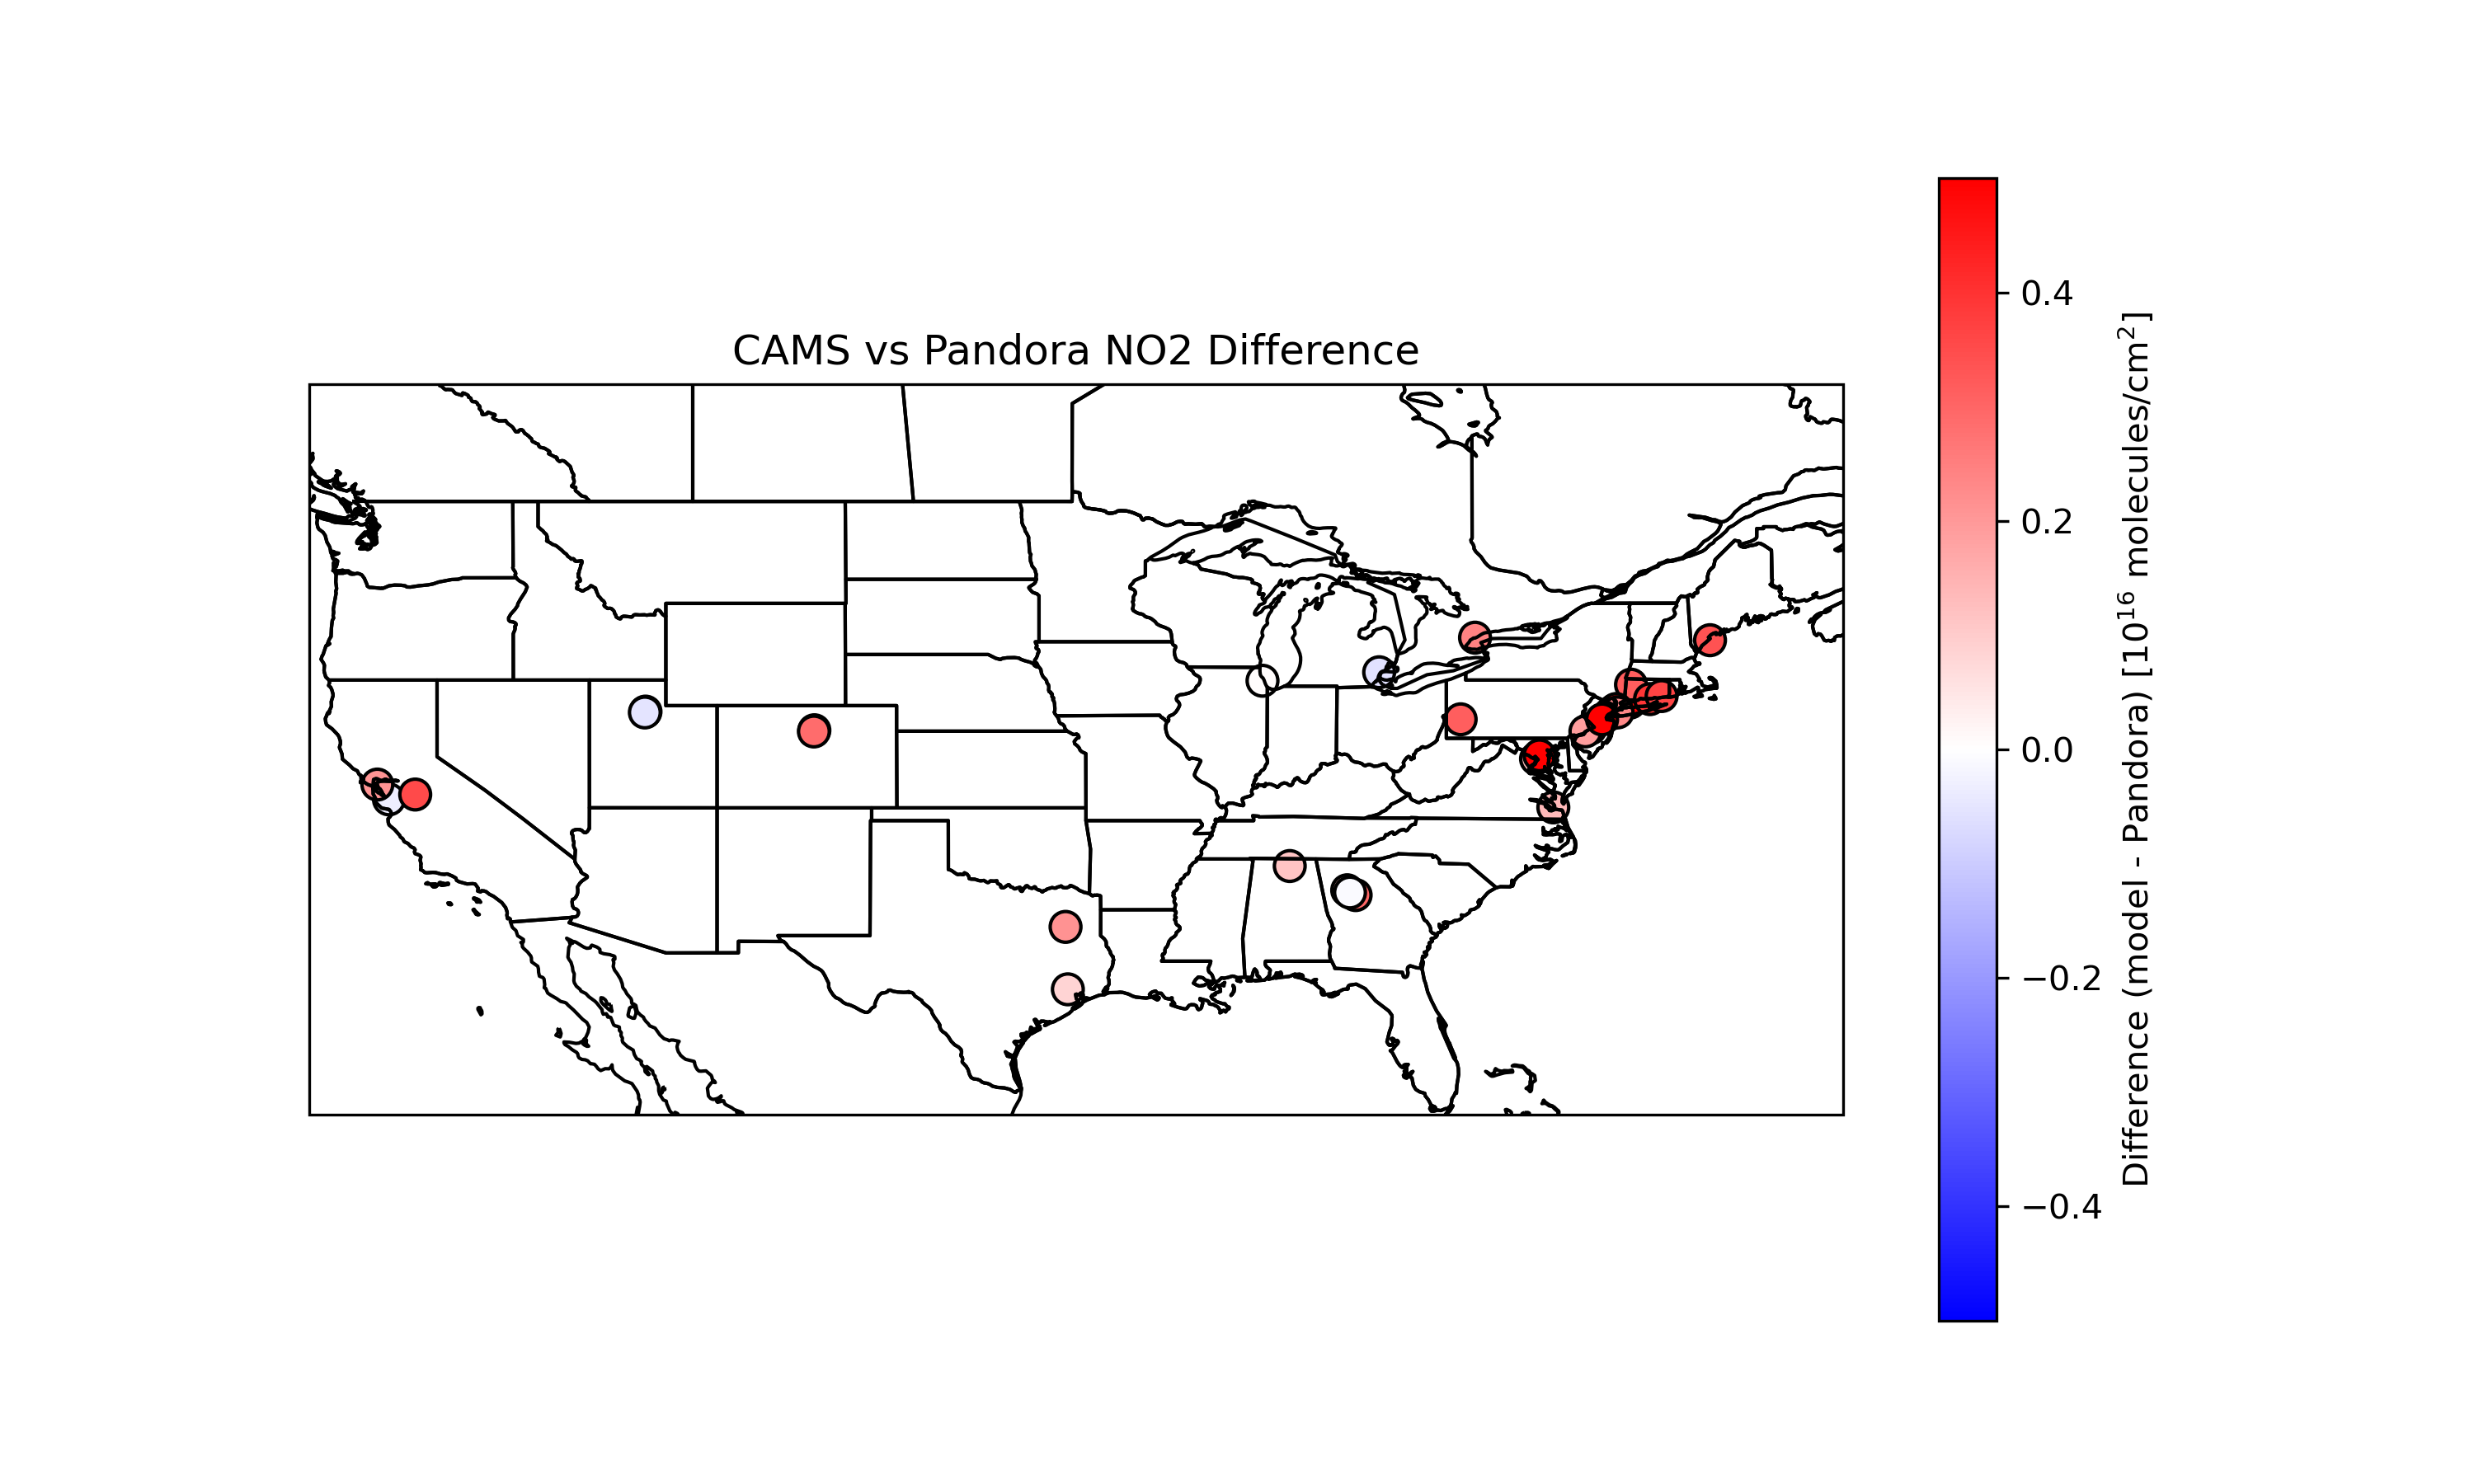 CAMS vs Pandora NO2 Difference
0.4
0.2
0.0
−0.2
−0.4
Difference (model - Pandora) [10¹⁶ molecules/cm²]